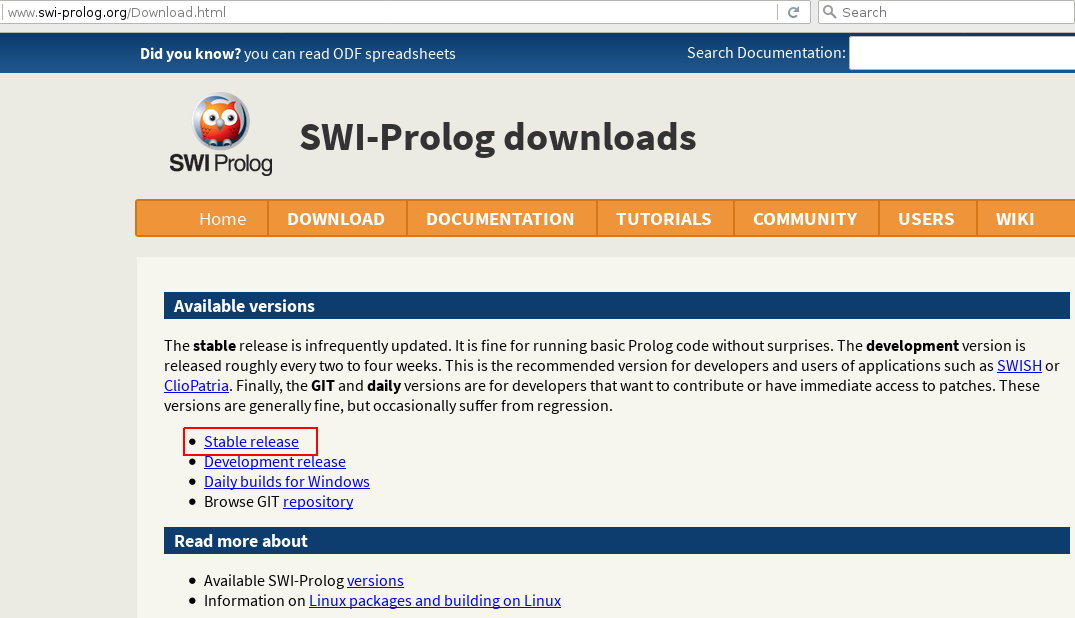 www.swi-prolog.org/Download.html
Search
Did you know? you can read ODF spreadsheets
Search Documentation:
SWI Prolog
SWI-Prolog downloads
Home DOWNLOAD DOCUMENTATION TUTORIALS COMMUNITY USERS WIKI
Available versions
The stable release is infrequently updated. It is fine for running basic Prolog code without surprises. The development version is
released roughly every two to four weeks. This is the recommended version for developers and users of applications such as SWISH or
ClioPatria. Finally, the GIT and daily versions are for developers that want to contribute or have immediate access to patches. These
versions are generally fine, but occasionally suffer from regression.
• Stable release
• Development release
• Daily builds for Windows
• Browse GIT repository
Read more about
• Available SWI-Prolog versions
• Information on Linux packages and building on Linux